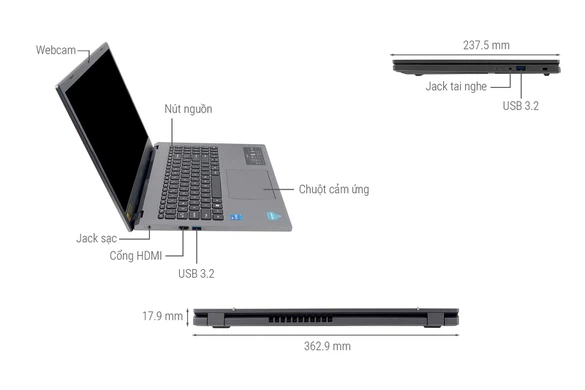 Webcam
237.5 mm
Jack tai nghe
USB 3.2
Nút nguồn
Chuột cảm ứng
Jack sạc
Cổng HDMI
USB 3.2
17.9 mm
362.9 mm